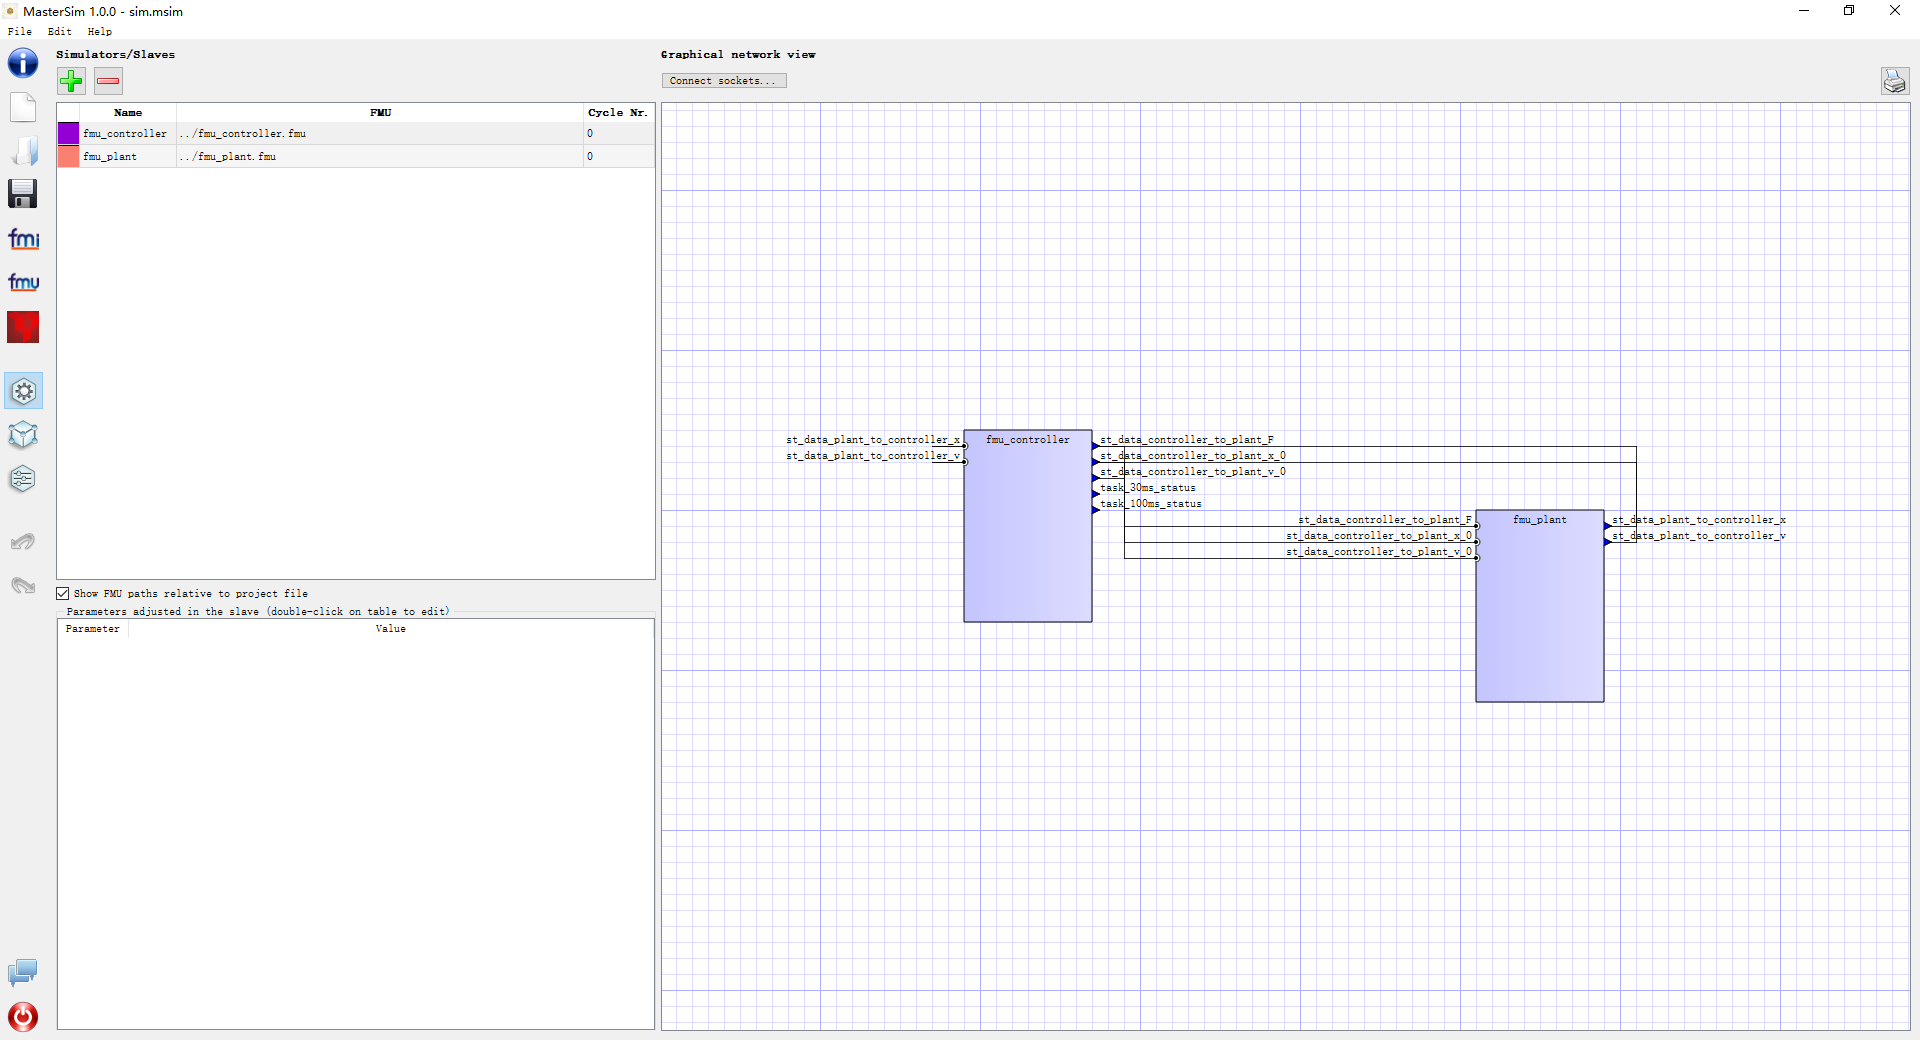 MasterSim 1.0.0 - sim.msim
File Edit Help
Simulators/Slaves
Name FMU Cycle Nr.
fmu_controller ../fmu_controller.fmu 0
fmu_plant ../fmu_plant.fmu 0
Show FMU paths relative to project file
Parameters adjusted in the slave (double-click on table to edit)
Parameter Value
fmi
fmu
Graphical network view
Connect sockets...
st_data_plant_to_controller_x
st_data_plant_to_controller_v
fmu_controller
st_data_controller_to_plant_F
st_data_controller_to_plant_x_0
st_data_controller_to_plant_v_0
task_30ms_status
task_100ms_status
st_data_controller_to_plant_F
st_data_controller_to_plant_x_0
st_data_controller_to_plant_v_0
fmu_plant
st_data_plant_to_controller_x
st_data_plant_to_controller_v